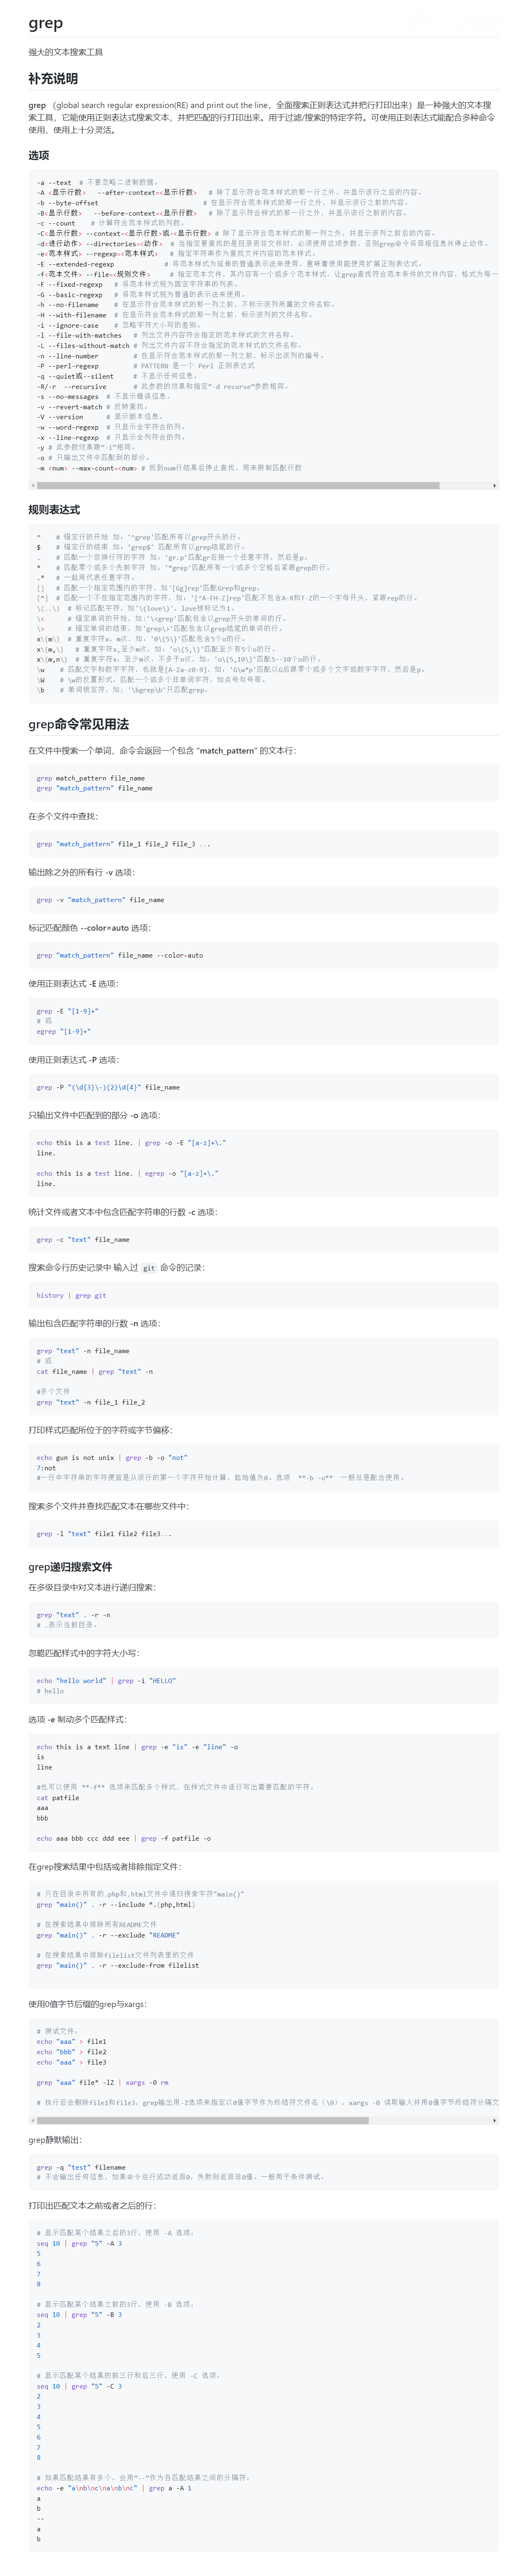 grep
强大的文本搜索工具
补充说明
grep （global search regular expression(RE) and print out the line，全面搜索正则表达式并把行打印出来）是一种强大的文本搜
索工具，它能使用正则表达式搜索文本，并把匹配的行打印出来。用于过滤/搜索的特定字符。可使用正则表达式能配合多种命令
使用，使用上十分灵活。
选项
-a --text  # 不要忽略二进制数据。
-A <显示行数>   --after-context=<显示行数>   # 除了显示符合范本样式的那一行之外，并显示该行之后的内容。
-b --byte-offset                           # 在显示符合范本样式的那一行之外，并显示该行之前的内容。
-B<显示行数>   --before-context=<显示行数>   # 除了显示符合样式的那一行之外，并显示该行之前的内容。
-c --count    # 计算符合范本样式的列数。
-C<显示行数> --context=<显示行数>或-<显示行数> # 除了显示符合范本样式的那一列之外，并显示该列之前后的内容。
-d<进行动作> --directories=<动作>  # 当指定要查找的是目录而非文件时，必须使用这项参数，否则grep命令将回报信息并停止动作。
-e<范本样式> --regexp=<范本样式>   # 指定字符串作为查找文件内容的范本样式。
-E --extended-regexp             # 将范本样式为延伸的普通表示法来使用，意味着使用能使用扩展正则表达式。
-f<范本文件> --file=<规则文件>     # 指定范本文件，其内容有一个或多个范本样式，让grep查找符合范本条件的文件内容，格式为每一
-F --fixed-regexp   # 将范本样式视为固定字符串的列表。
-G --basic-regexp   # 将范本样式视为普通的表示法来使用。
-h --no-filename    # 在显示符合范本样式的那一列之前，不标示该列所属的文件名称。
-H --with-filename  # 在显示符合范本样式的那一列之前，标示该列的文件名称。
-i --ignore-case    # 忽略字符大小写的差别。
-l --file-with-matches   # 列出文件内容符合指定的范本样式的文件名称。
-L --files-without-match # 列出文件内容不符合指定的范本样式的文件名称。
-n --line-number         # 在显示符合范本样式的那一列之前，标示出该列的编号。
-P --perl-regexp         # PATTERN 是一个 Perl 正则表达式
-q --quiet或--silent     # 不显示任何信息。
-R/-r  --recursive       # 此参数的效果和指定“-d recurse”参数相同。
-s --no-messages  # 不显示错误信息。
-v --revert-match # 反转查找。
-V --version      # 显示版本信息。
-w --word-regexp  # 只显示全字符合的列。
-x --line-regexp  # 只显示全列符合的列。
-y # 此参数效果跟“-i”相同。
-o # 只输出文件中匹配到的部分。
-m <num> --max-count=<num> # 找到num行结果后停止查找，用来限制匹配行数
规则表达式
^    # 锚定行的开始 如：'^grep'匹配所有以grep开头的行。
$    # 锚定行的结束 如：'grep$' 匹配所有以grep结尾的行。
.    # 匹配一个非换行符的字符 如：'gr.p'匹配gr后接一个任意字符，然后是p。
*    # 匹配零个或多个先前字符 如：'*grep'匹配所有一个或多个空格后紧跟grep的行。
.*   # 一起用代表任意字符。
[]   # 匹配一个指定范围内的字符，如'[Gg]rep'匹配Grep和grep。
[^]  # 匹配一个不在指定范围内的字符，如：'[^A-FH-Z]rep'匹配不包含A-R和T-Z的一个字母开头，紧跟rep的行。
\(..\)  # 标记匹配字符，如'\(love\)'，love被标记为1。
\<      # 锚定单词的开始，如:'\<grep'匹配包含以grep开头的单词的行。
\>      # 锚定单词的结束，如'grep\>'匹配包含以grep结尾的单词的行。
x\{m\}  # 重复字符x，m次，如：'0\{5\}'匹配包含5个o的行。
x\{m,\}   # 重复字符x,至少m次，如：'o\{5,\}'匹配至少有5个o的行。
x\{m,n\}  # 重复字符x，至少m次，不多于n次，如：'o\{5,10\}'匹配5--10个o的行。
\w    # 匹配文字和数字字符，也就是[A-Za-z0-9]，如：'G\w*p'匹配以G后跟零个或多个文字或数字字符，然后是p。
\W    # \w的反置形式，匹配一个或多个非单词字符，如点号句号等。
\b    # 单词锁定符，如: '\bgrep\b'只匹配grep。
grep命令常见用法
在文件中搜索一个单词，命令会返回一个包含 “match_pattern” 的文本行：
grep match_pattern file_name
grep "match_pattern" file_name
在多个文件中查找：
grep "match_pattern" file_1 file_2 file_3 ...
输出除之外的所有行 -v 选项：
grep -v "match_pattern" file_name
标记匹配颜色 --color=auto 选项：
grep "match_pattern" file_name --color=auto
使用正则表达式 -E 选项：
grep -E "[1-9]+"
# 或
egrep "[1-9]+"
使用正则表达式 -P 选项：
grep -P "(\d{3}\-){2}\d{4}" file_name
只输出文件中匹配到的部分 -o 选项：
echo this is a test line. | grep -o -E "[a-z]+\."
line.
echo this is a test line. | egrep -o "[a-z]+\."
line.
统计文件或者文本中包含匹配字符串的行数 -c 选项：
grep -c "text" file_name
搜索命令行历史记录中 输入过 git 命令的记录：
history | grep git
输出包含匹配字符串的行数 -n 选项：
grep "text" -n file_name
# 或
cat file_name | grep "text" -n
#多个文件
grep "text" -n file_1 file_2
打印样式匹配所位于的字符或字节偏移：
echo gun is not unix | grep -b -o "not"
7:not
#一行中字符串的字符便宜是从该行的第一个字符开始计算，起始值为0。选项  **-b -o**  一般总是配合使用。
搜索多个文件并查找匹配文本在哪些文件中：
grep -l "text" file1 file2 file3...
grep递归搜索文件
在多级目录中对文本进行递归搜索：
grep "text" . -r -n
# .表示当前目录。
忽略匹配样式中的字符大小写：
echo "hello world" | grep -i "HELLO"
# hello
选项 -e 制动多个匹配样式：
echo this is a text line | grep -e "is" -e "line" -o
is
line
#也可以使用 **-f** 选项来匹配多个样式，在样式文件中逐行写出需要匹配的字符。
cat patfile
aaa
bbb
echo aaa bbb ccc ddd eee | grep -f patfile -o
在grep搜索结果中包括或者排除指定文件：
# 只在目录中所有的.php和.html文件中递归搜索字符"main()"
grep "main()" . -r --include *.{php,html}
# 在搜索结果中排除所有README文件
grep "main()" . -r --exclude "README"
# 在搜索结果中排除filelist文件列表里的文件
grep "main()" . -r --exclude-from filelist
使用0值字节后缀的grep与xargs：
# 测试文件：
echo "aaa" > file1
echo "bbb" > file2
echo "aaa" > file3
grep "aaa" file* -lZ | xargs -0 rm
# 执行后会删除file1和file3，grep输出用-Z选项来指定以0值字节作为终结符文件名（\0），xargs -0 读取输入并用0值字节终结符分隔文
grep静默输出：
grep -q "test" filename
# 不会输出任何信息，如果命令运行成功返回0，失败则返回非0值。一般用于条件测试。
打印出匹配文本之前或者之后的行：
# 显示匹配某个结果之后的3行，使用 -A 选项：
seq 10 | grep "5" -A 3
5
6
7
8
# 显示匹配某个结果之前的3行，使用 -B 选项：
seq 10 | grep "5" -B 3
2
3
4
5
# 显示匹配某个结果的前三行和后三行，使用 -C 选项：
seq 10 | grep "5" -C 3
2
3
4
5
6
7
8
# 如果匹配结果有多个，会用“--”作为各匹配结果之间的分隔符：
echo -e "a\nb\nc\na\nb\nc" | grep a -A 1
a
b
--
a
b